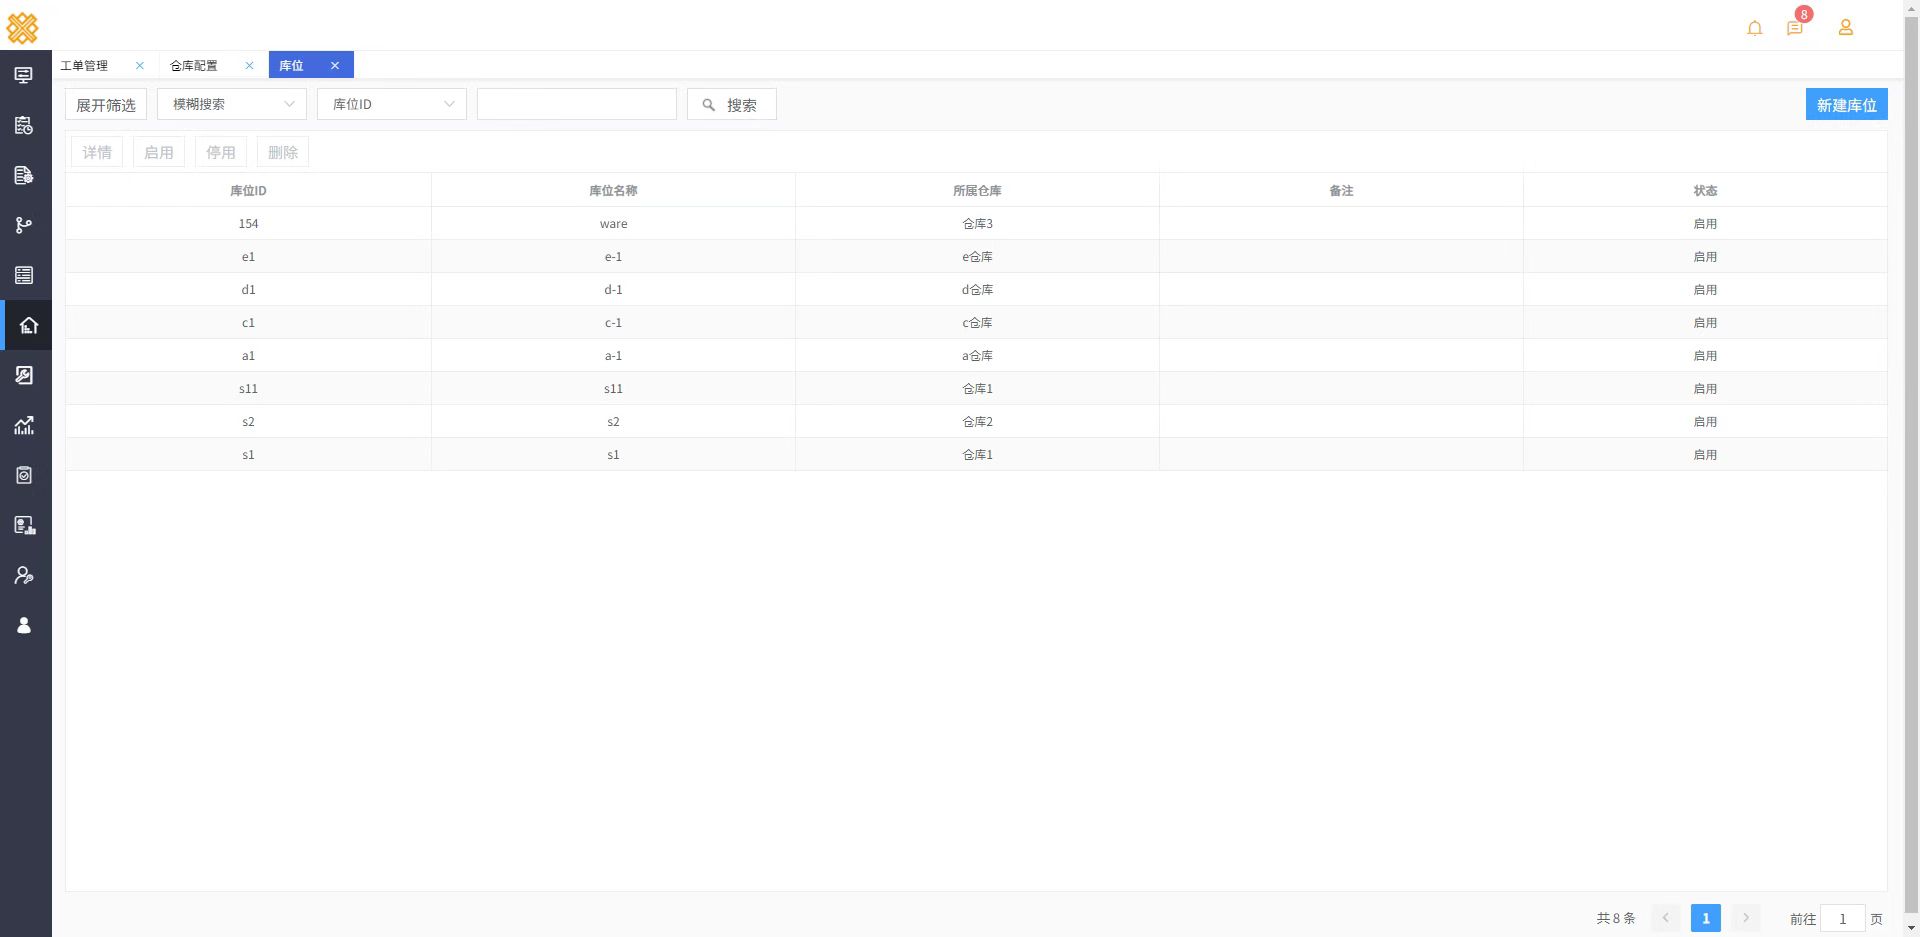 8
工单管理 仓库配置 库位
展开筛选 模糊搜索 库位ID 搜索 新建库位
详情 启用 停用 删除
库位ID 库位名称 所属仓库 备注 状态
154 ware 仓库3 启用
e1 e-1 e仓库 启用
d1 d-1 d仓库 启用
c1 c-1 c仓库 启用
a1 a-1 a仓库 启用
s11 s11 仓库1 启用
s2 s2 仓库2 启用
s1 s1 仓库1 启用
共 8 条 1 前往 1 页